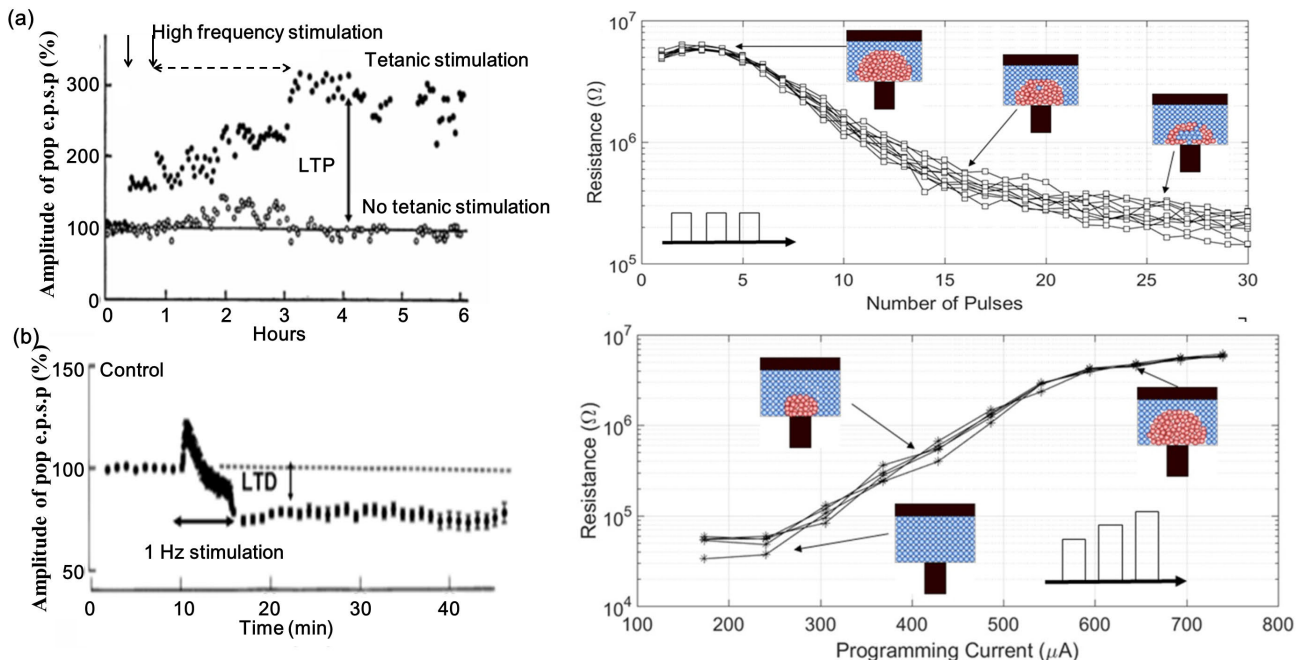 (a)
High frequency stimulation
Tetanic stimulation
LTP
No tetanic stimulation
Amplitude of pop e.p.s.p (%)
300
200
100
0
0 1 2 3 4 5 6
Hours
10^7
10^6
10^5
Resistance (Ω)
0 5 10 15 20 25 30
Number of Pulses
(b)
Control
150
100
50
LTD
1 Hz stimulation
Amplitude of pop e.p.s.p (%)
0 10 20 40
Time (min)
10^7
10^6
10^5
10^4
Resistance (Ω)
100 200 300 400 500 600 700 800
Programming Current (μA)